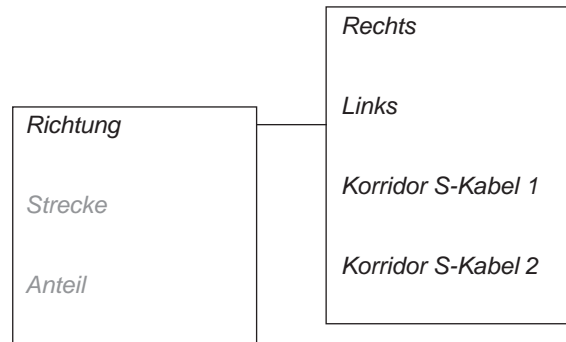 Richtung
Strecke
Anteil
Rechts
Links
Korridor S-Kabel 1
Korridor S-Kabel 2